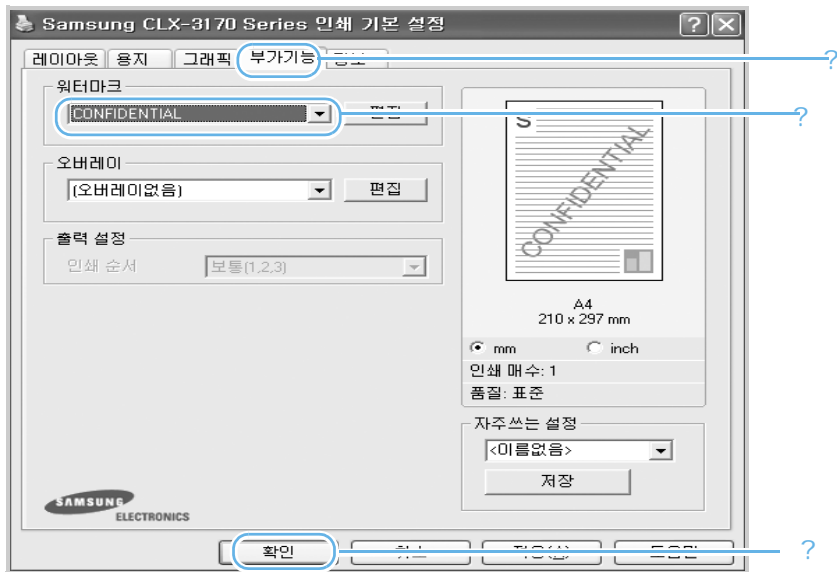 Samsung CLX-3170 Series 인쇄 기본 설정
레이아웃 용지 그래픽 부가기능
?
워터마크
CONFIDENTIAL
편집
?
오버레이
(오버레이없음) 편집
출력 설정
인쇄 순서 보통(1,2,3)
S
CONFIDENTIAL
A4
210 x 297 mm
mm inch
인쇄 매수: 1
품질: 표준
자주쓰는 설정
<이름없음>
저장
SAMSUNG
ELECTRONICS
확인
?